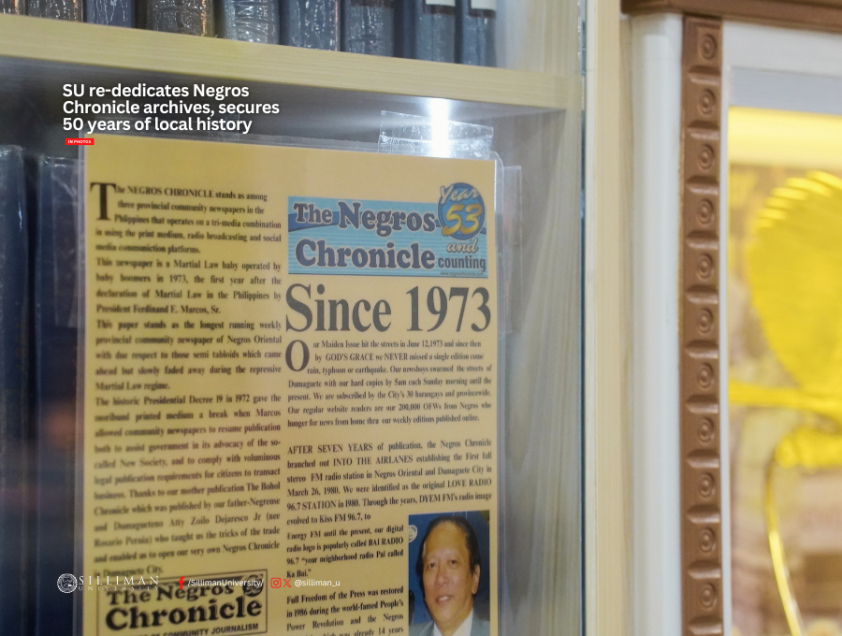 SU re-dedicates Negros
Chronicle archives, secures
50 years of local history
IN PHOTOS
The NEGROS CHRONICLE stands as among
three provincial community newspapers in the
Philippines that operates on a tri-media combination
in using the print medium, radio broadcasting and social
media communiction platforms.
This newspaper is a Martial Law baby operated by
baby boomers in 1973, the first year after the
declaration of Martial Law in the Philippines by
President Ferdinand E. Marcos, Sr.
This paper stands as the longest running weekly
provincial community newspaper of Negros Oriental
with due respect to those semi tabloids which came
ahead but slowly faded away during the repressive
Martial Law regime.
The historic Presidential Decree 19 in 1972 gave the
moribund printed medium a break when Marcos
allowed community newspapers to resume publication
both to assist government in its advocacy of the so-
called New Society, and to comply with voluminous
legal publication requirements for citizens to transact
business. Thanks to our mother publication The Bohol
Chronicle which was published by our father-Negrense
and Dumagueteno Atty Zoilo Dejaresco Jr (nee
Rosario Pernia) who taught us the tricks of the trade
and enabled us to open our very own Negros Chronicle
in Dumaguete City.
The Negros
Chronicle
COMMUNITY JOURNALISM
The Negros
Chronicle
Year
53
and
counting
Since 1973
Our Maiden Issue hit the streets in June 12,1973 and since then
by GOD'S GRACE we NEVER missed a single edition come
rain, typhoon or earthquake. Our newsboys swarmed the streets of
Dumaguete with our hard copies by 5am each Sunday morning until the
present. We are subscribed by the City's 30 barangays and provincewide.
Our regular website readers are our 200,000 OFWs from Negros who
hunger for news from home thru our weekly editions published online.
AFTER SEVEN YEARS of publication, the Negros Chronicle
branched out INTO THE AIRLANES establishing the First full
stereo FM radio station in Negros Oriental and Dumaguete City in
March 26, 1980. We were identified as the original LOVE RADIO
96.7 STATION in 1980. Through the years, DYEM FM's radio image
evolved to Kiss FM 96.7, to
Energy FM until the present, our digital
radio logo is popularly called BAI RADIO
96.7 "your neighborhood radio Pal called
Ka Bai."
Full Freedom of the Press was restored
in 1986 during the world-famed People's
Power Revolution and the Negros
which was already 14 years
SILLIMAN
UNIVERSITY
/sillimanUniversity/
@silliman_u